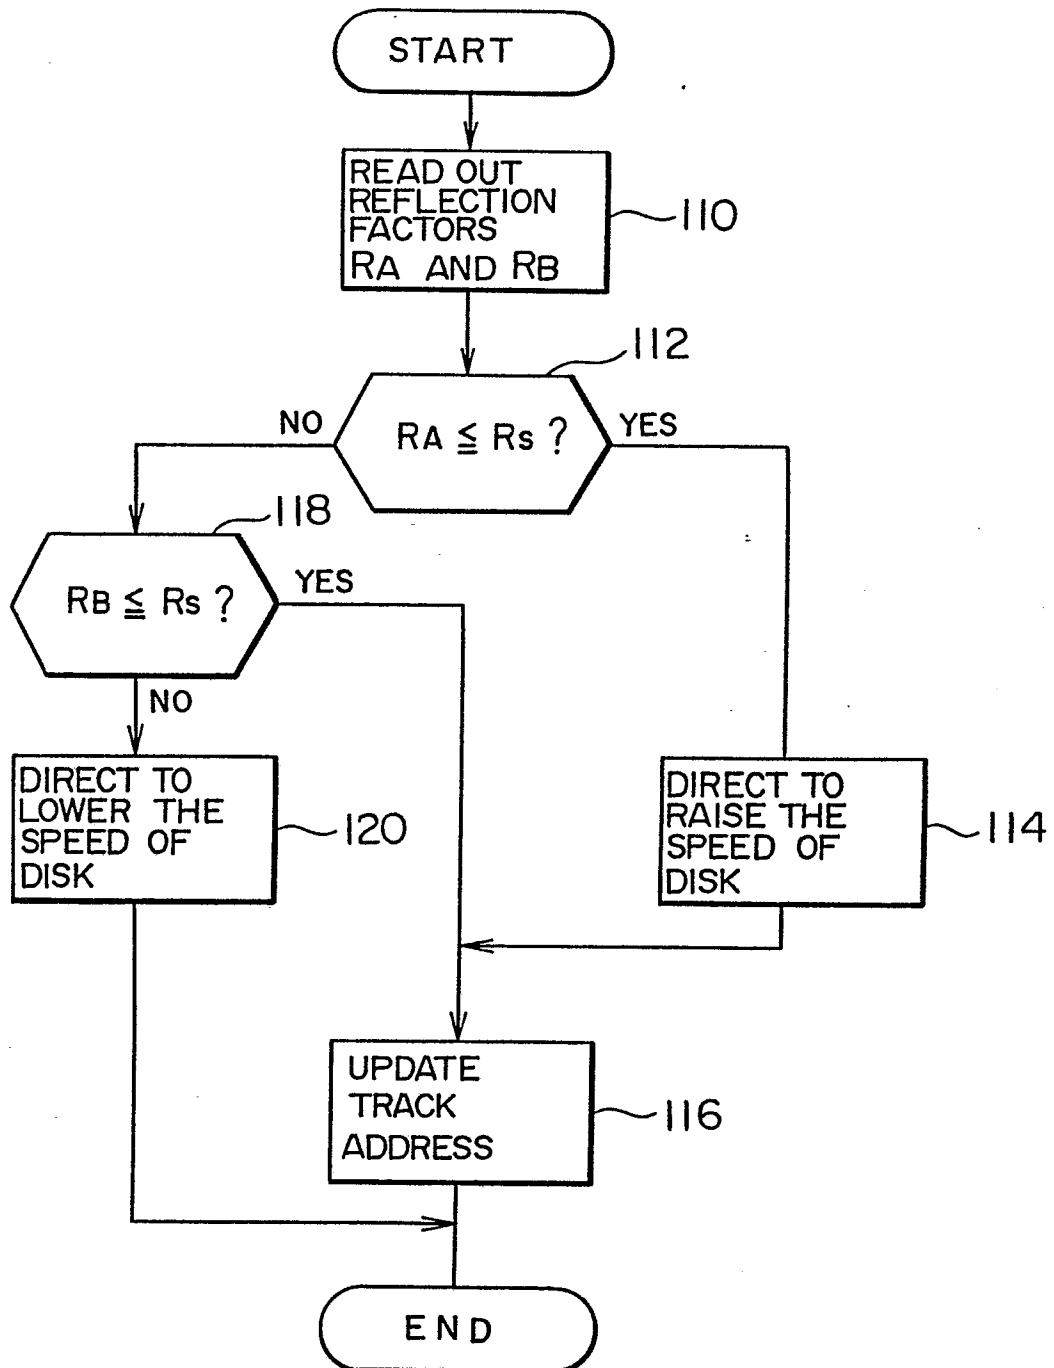 START
READ OUT
REFLECTION
FACTORS
RA AND RB
110
112
NO
RA ≦ Rs ?
YES
118
RB ≦ Rs ?
YES
NO
DIRECT TO
LOWER THE
SPEED OF
DISK
120
DIRECT TO
RAISE THE
SPEED OF
DISK
114
UPDATE
TRACK
ADDRESS
116
END